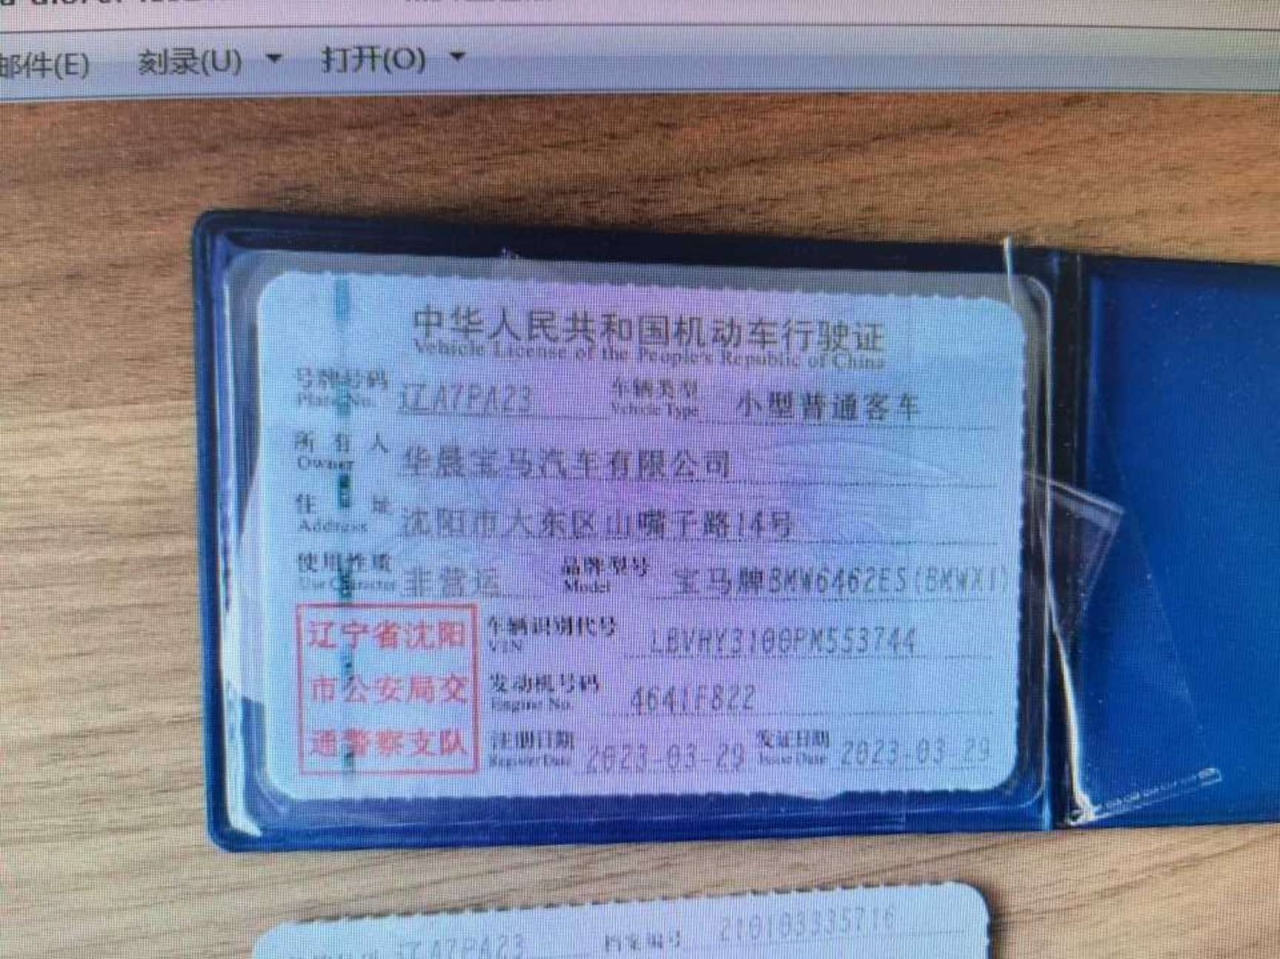 邮件(E) 刻录(U) 打开(O)
中华人民共和国机动车行驶证
Vehicle License of the People's Republic of China
号牌号码 辽A7PA23 车辆类型 小型普通客车
Plate No. Vehicle Type
所有人 华晨宝马汽车有限公司
Owner
住址 沈阳市大东区山嘴子路14号
Address
使用性质 非营运 品牌型号 宝马牌BMW6462ES(BMWX1)
Use Character Model
辽宁省沈阳
市公安局交
通警察支队
车辆识别代号 LBVHY3100PM553744
VIN
发动机号码 4641F822
Engine No.
注册日期 2023-03-29 发证日期 2023-03-29
Register Date Issue Date
号牌号码 辽A7PA23 档案编号 210103335716